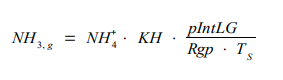 NH₃,g = NH₄⁺ · KH · pIntLG / (Rgp · Tₛ)